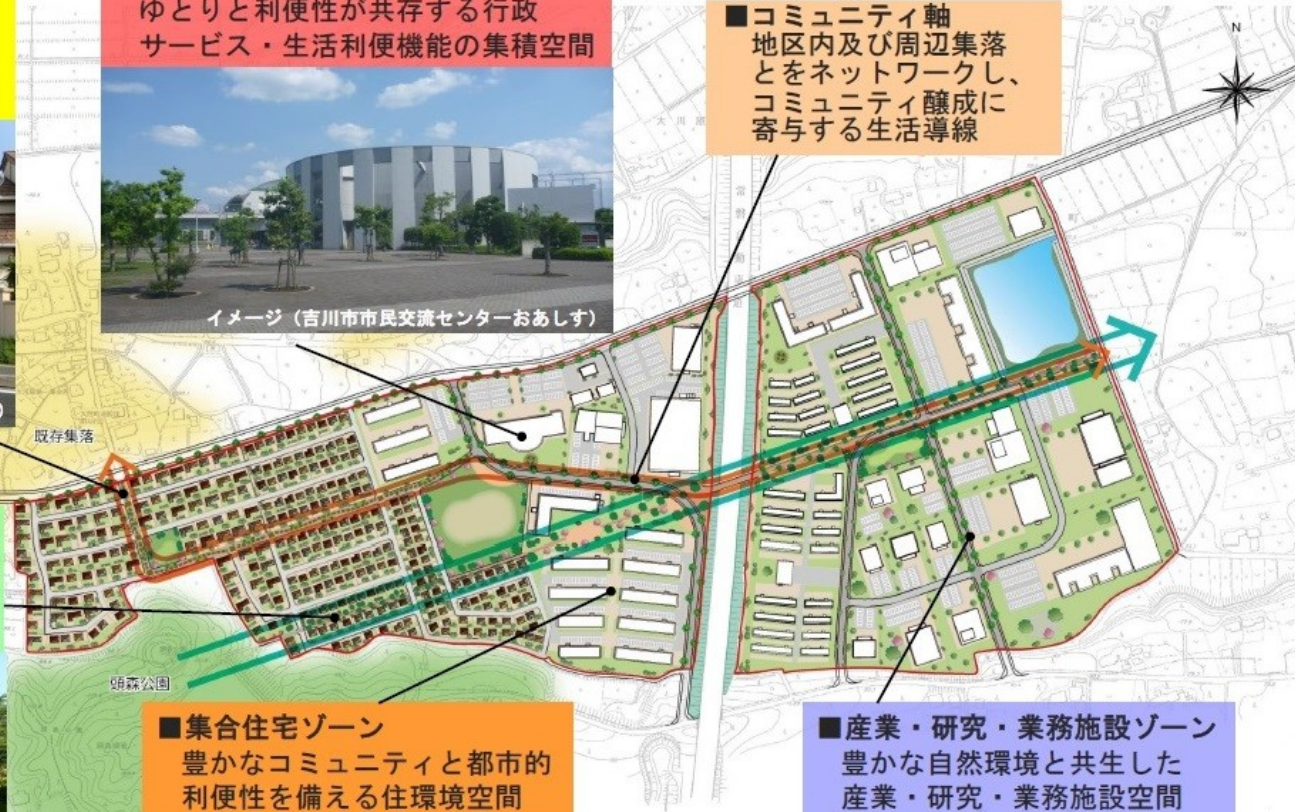 ゆとりと利便性が共存する行政
サービス・生活利便機能の集積空間
イメージ（吉川市市民交流センターおあしす）
■コミュニティ軸
地区内及び周辺集落
とをネットワークし、
コミュニティ醸成に
寄与する生活導線
N
既存集落
頭森公園
■集合住宅ゾーン
豊かなコミュニティと都市的
利便性を備える住環境空間
■産業・研究・業務施設ゾーン
豊かな自然環境と共生した
産業・研究・業務施設空間